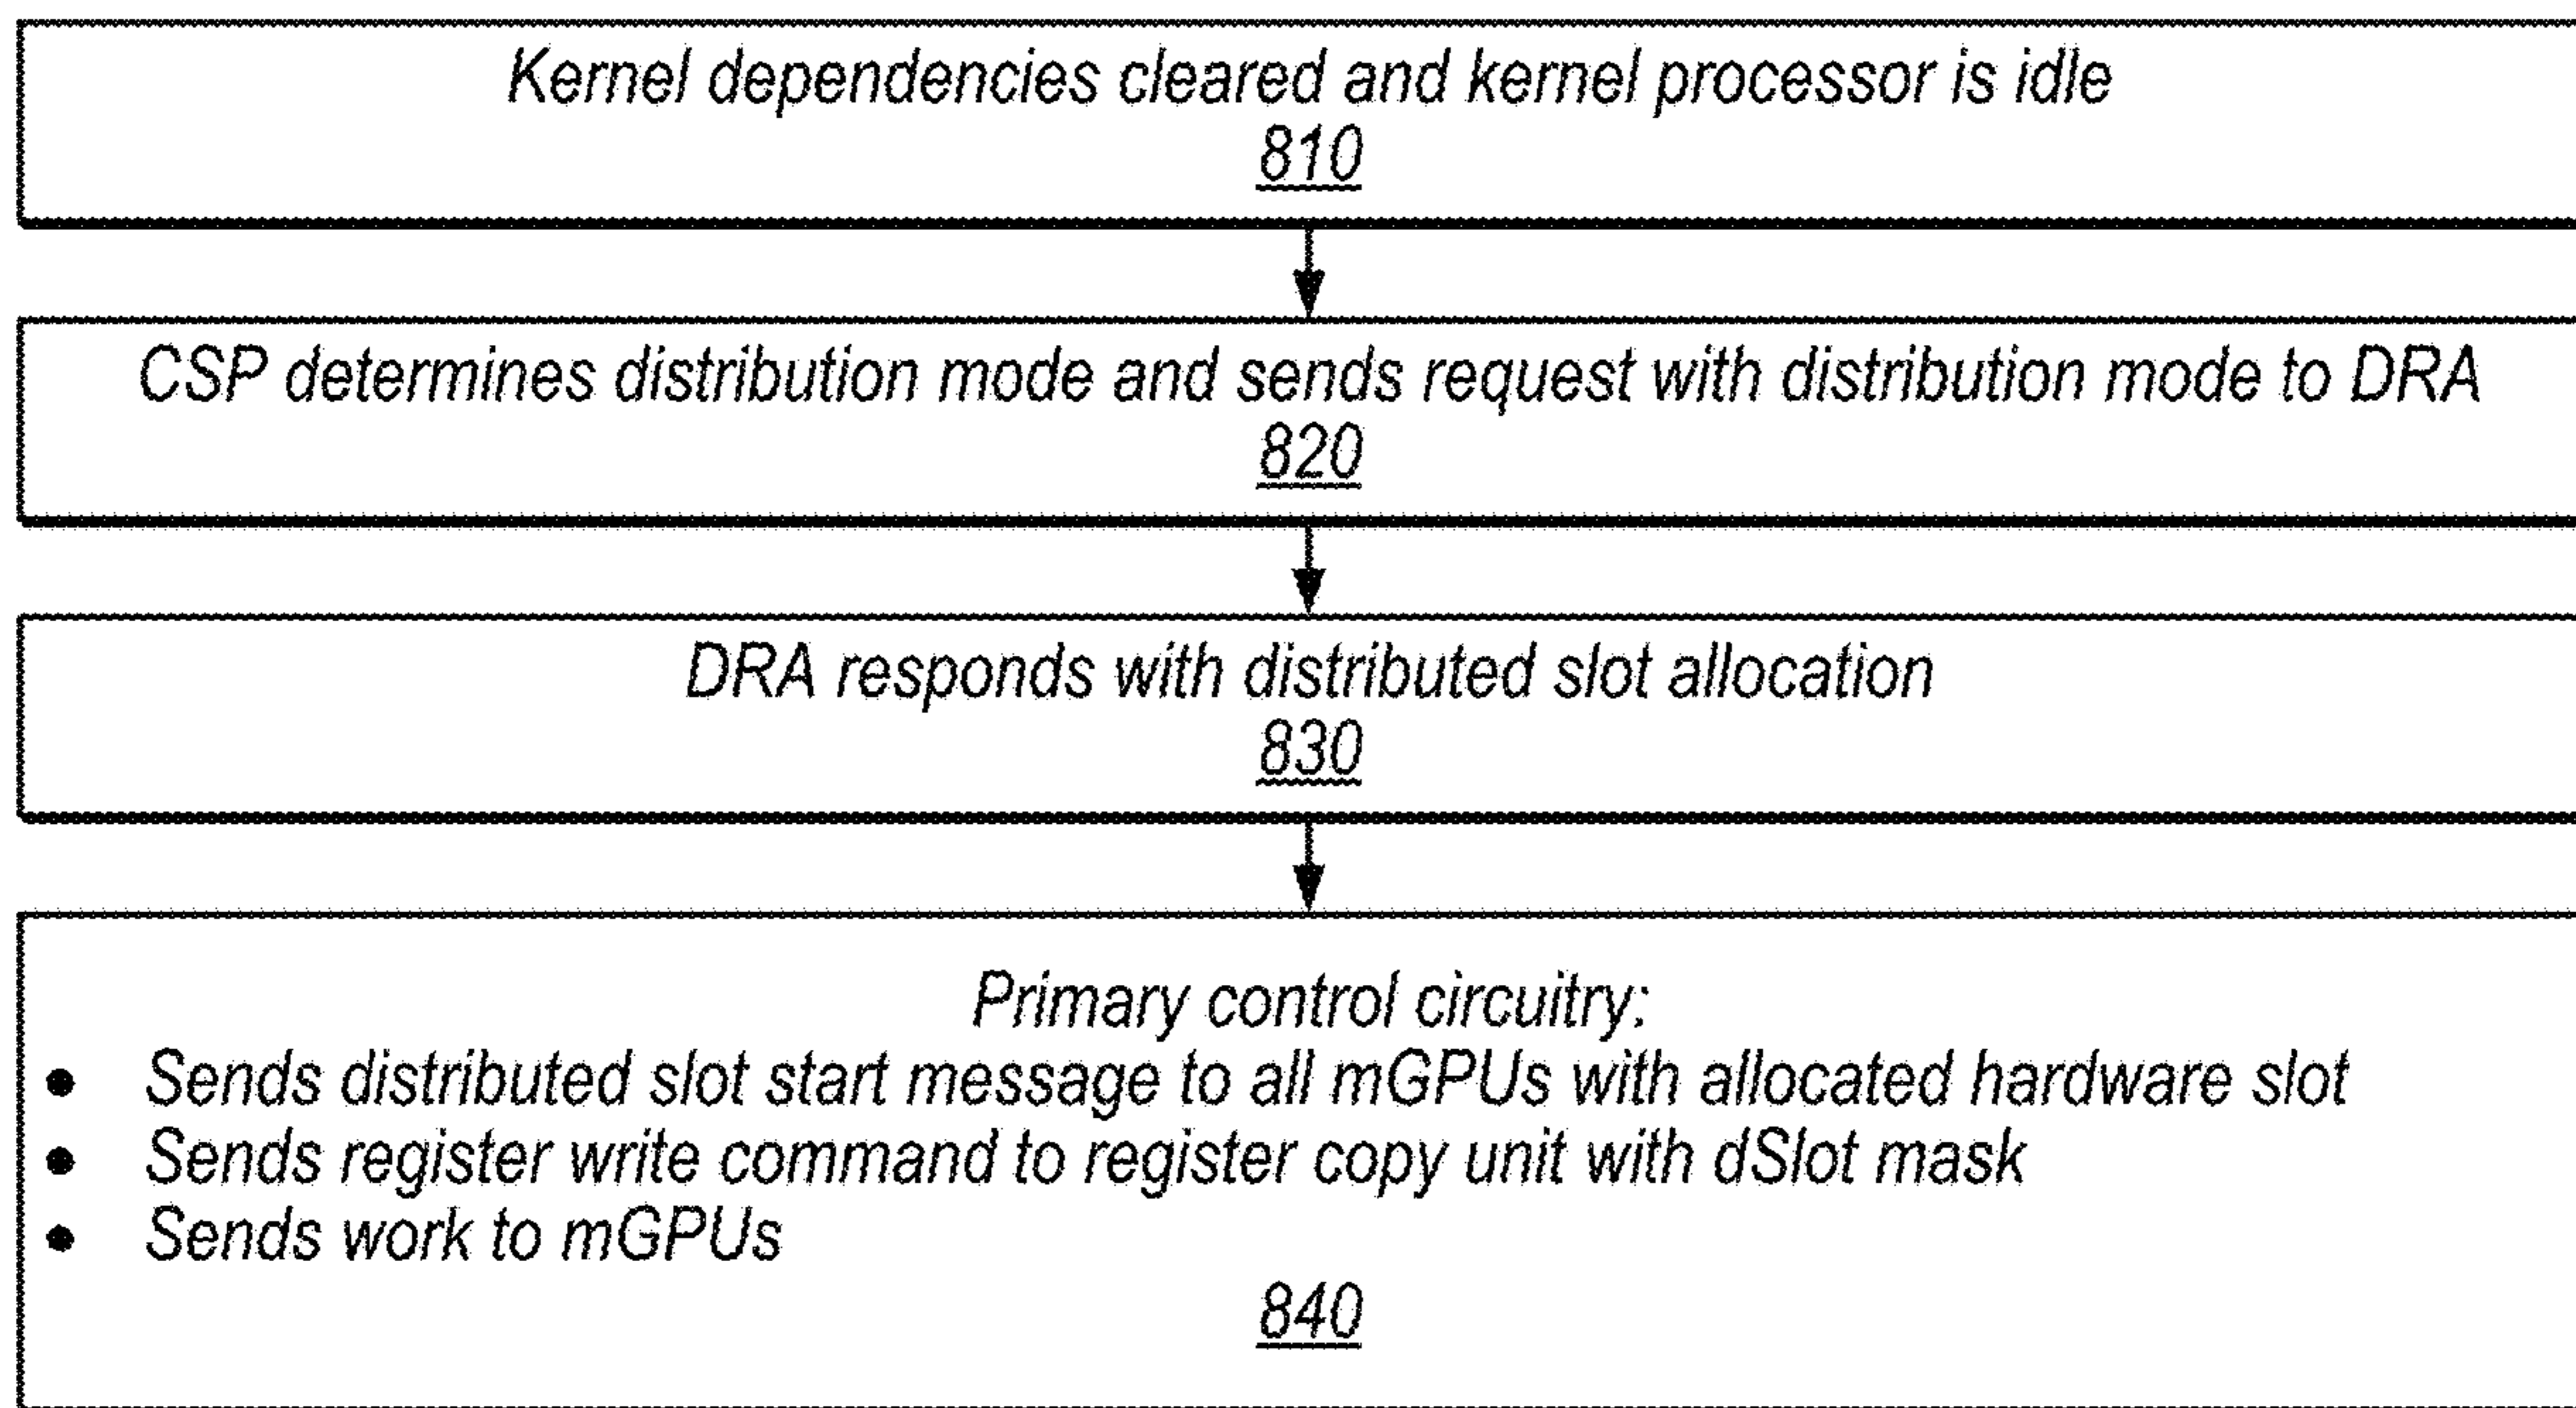 Kernel dependencies cleared and kernel processor is idle
810
CSP determines distribution mode and sends request with distribution mode to DRA
820
DRA responds with distributed slot allocation
830
Primary control circuitry:
• Sends distributed slot start message to all mGPUs with allocated hardware slot
• Sends register write command to register copy unit with dSlot mask
• Sends work to mGPUs
840